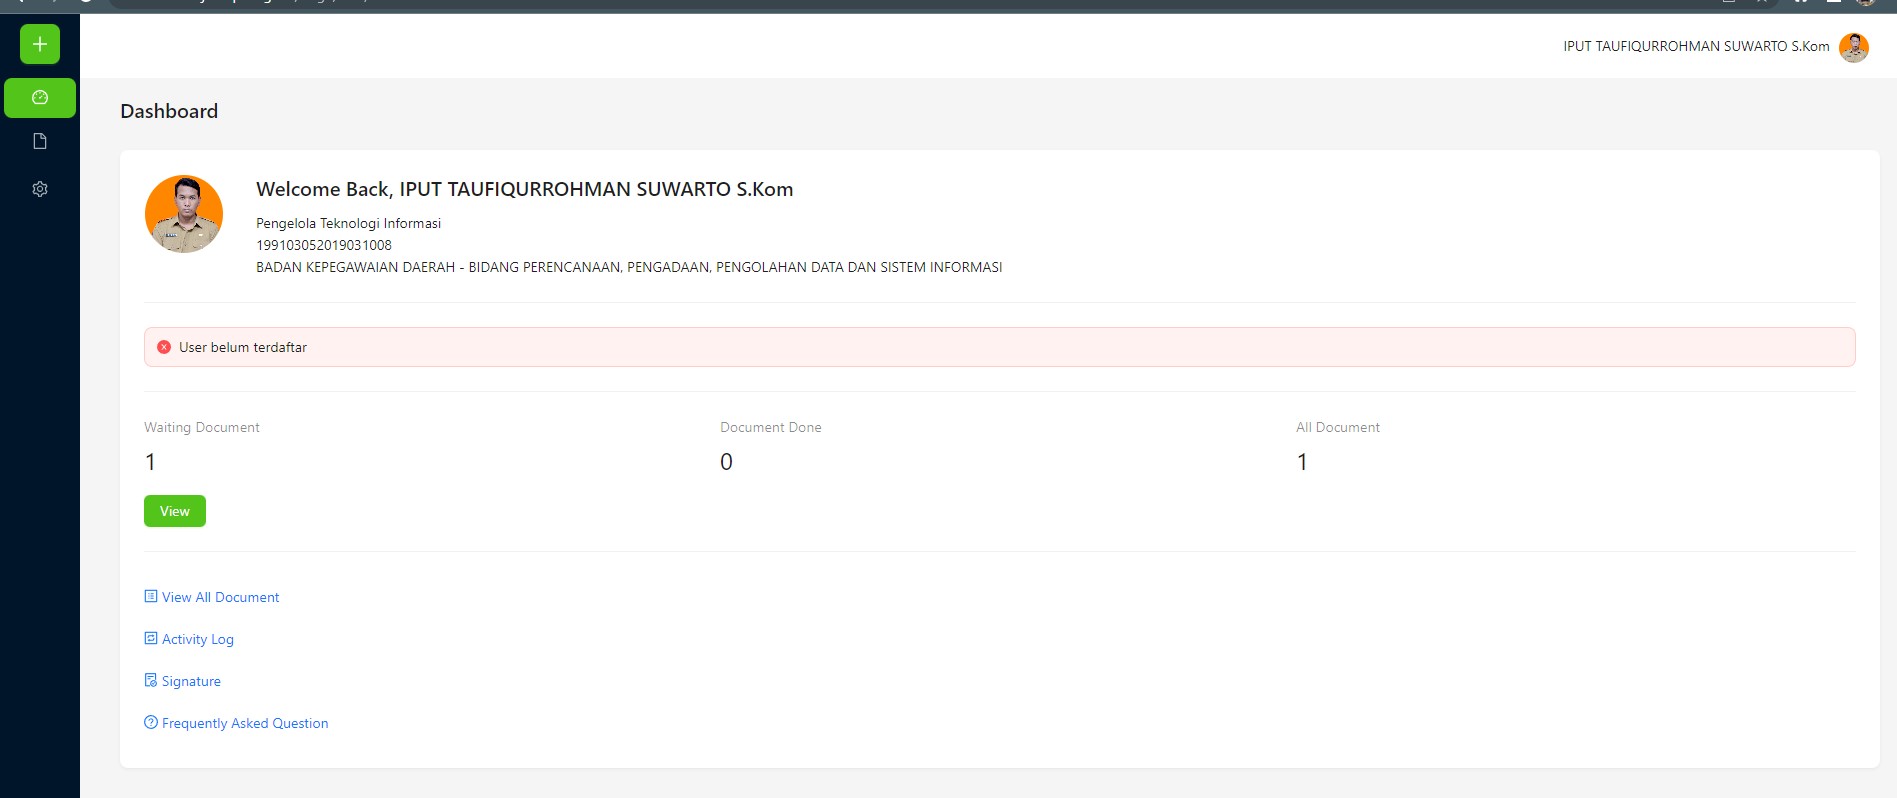 IPUT TAUFIQURROHMAN SUWARTO S.Kom
Dashboard
Welcome Back, IPUT TAUFIQURROHMAN SUWARTO S.Kom
Pengelola Teknologi Informasi
199103052019031008
BADAN KEPEGAWAIAN DAERAH - BIDANG PERENCANAAN, PENGADAAN, PENGOLAHAN DATA DAN SISTEM INFORMASI
User belum terdaftar
Waiting Document
1
Document Done
0
All Document
1
View
View All Document
Activity Log
Signature
Frequently Asked Question